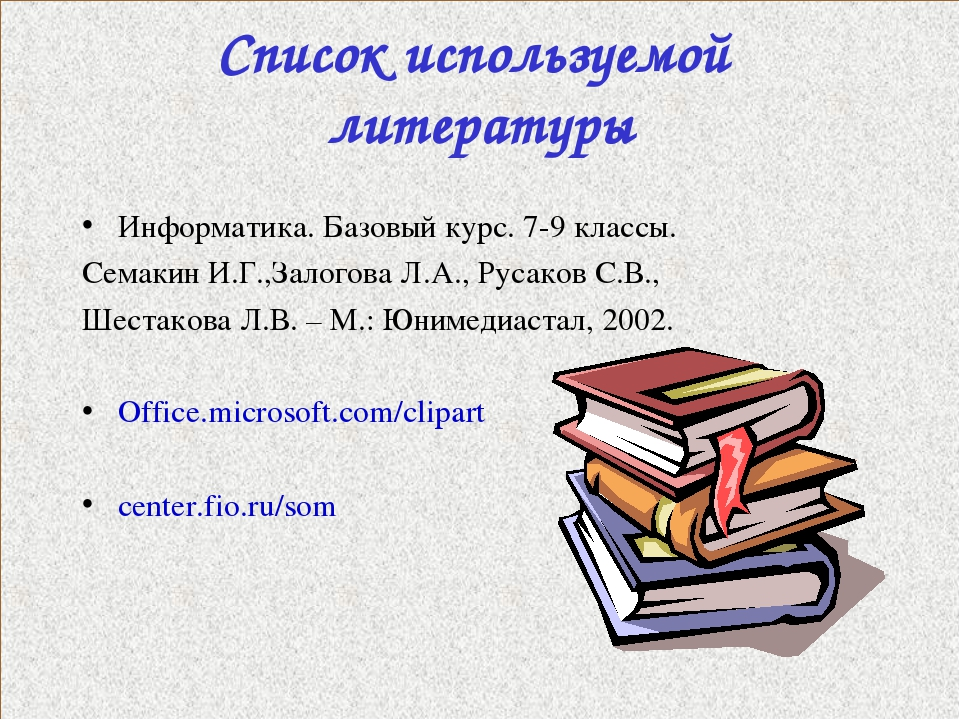 Список используемой
литературы
• Информатика. Базовый курс. 7-9 классы.
Семакин И.Г.,Залогова Л.А., Русаков С.В.,
Шестакова Л.В. – М.: Юнимедиастал, 2002.
• Office.microsoft.com/clipart
• center.fio.ru/som